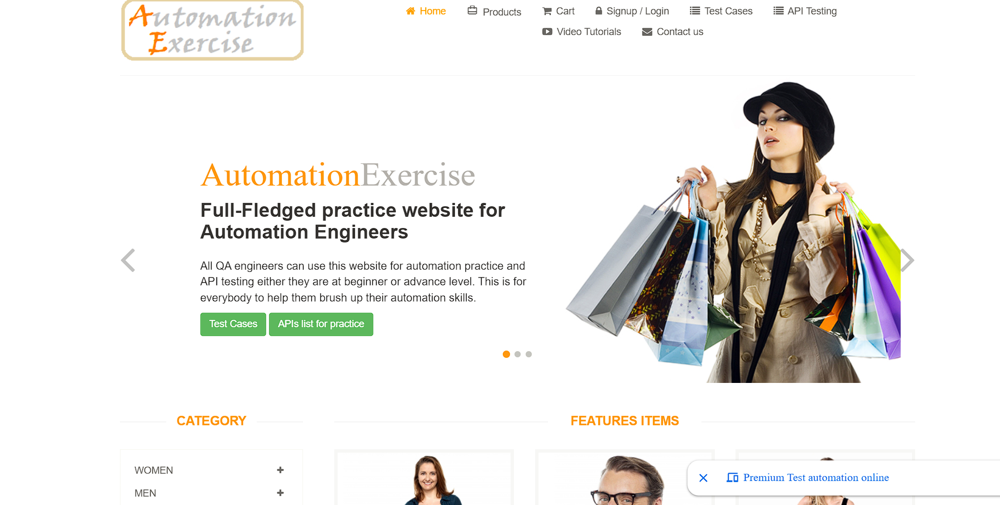 Automation
Exercise
Home
Products
Cart
Signup / Login
Test Cases
API Testing
Video Tutorials
Contact us
AutomationExercise
Full-Fledged practice website for
Automation Engineers
All QA engineers can use this website for automation practice and
API testing either they are at beginner or advance level. This is for
everybody to help them brush up their automation skills.
Test Cases
APIs list for practice
CATEGORY
FEATURES ITEMS
WOMEN
MEN
Premium Test automation online